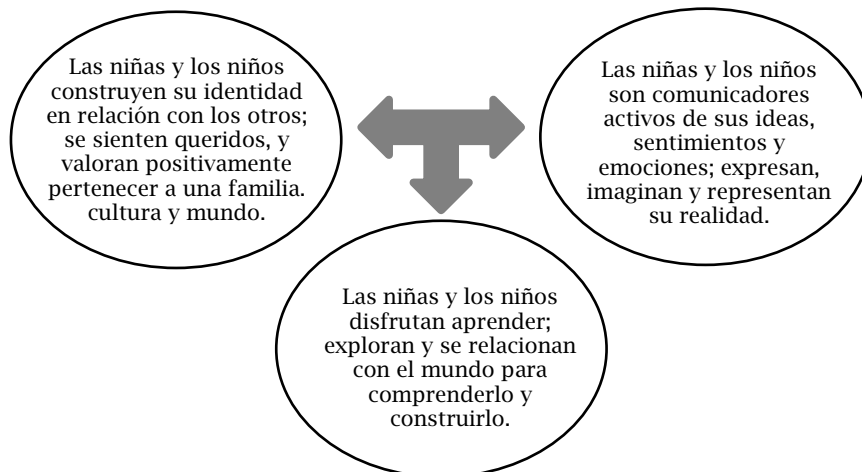 Las niñas y los niños
construyen su identidad
en relación con los otros;
se sienten queridos, y
valoran positivamente
pertenecer a una familia.
cultura y mundo.
Las niñas y los niños
son comunicadores
activos de sus ideas,
sentimientos y
emociones; expresan,
imaginan y representan
su realidad.
Las niñas y los niños
disfrutan aprender;
exploran y se relacionan
con el mundo para
comprenderlo y
construirlo.